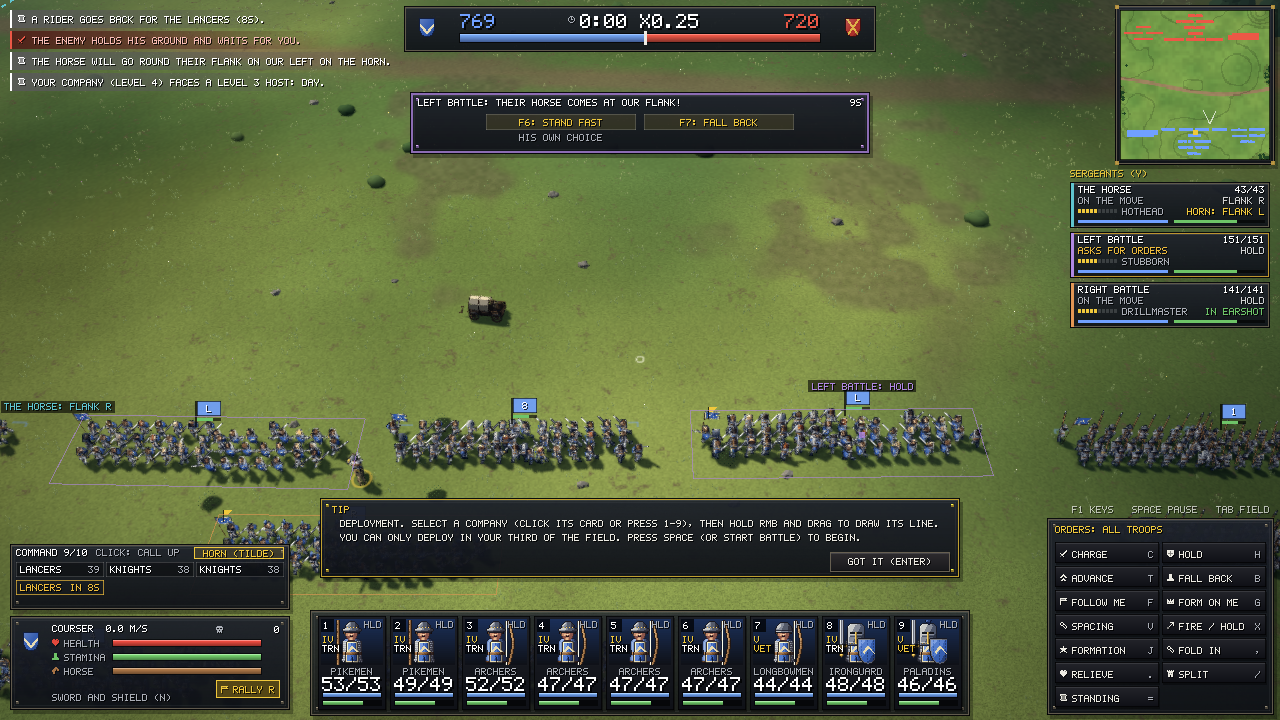 A RIDER GOES BACK FOR THE LANCERS (8S).
THE ENEMY HOLDS HIS GROUND AND WAITS FOR YOU.
THE HORSE WILL GO ROUND THEIR FLANK ON OUR LEFT ON THE HORN.
YOUR COMPANY (LEVEL 4) FACES A LEVEL 3 HOST: DAY.
769 0:00 X0.25 720
LEFT BATTLE: THEIR HORSE COMES AT OUR FLANK! 9S
F6: STAND FAST F7: FALL BACK
HIS OWN CHOICE
SERGEANTS (Y)
THE HORSE 43/43
ON THE MOVE FLANK R
HOTHEAD HORN: FLANK L
LEFT BATTLE 151/151
ASKS FOR ORDERS HOLD
STUBBORN
RIGHT BATTLE 141/141
ON THE MOVE HOLD
DRILLMASTER IN EARSHOT
THE HORSE: FLANK R
L
8
LEFT BATTLE: HOLD
L
1
TIP
DEPLOYMENT. SELECT A COMPANY (CLICK ITS CARD OR PRESS 1-9), THEN HOLD RMB AND DRAG TO DRAW ITS LINE.
YOU CAN ONLY DEPLOY IN YOUR THIRD OF THE FIELD. PRESS SPACE (OR START BATTLE) TO BEGIN.
GOT IT (ENTER)
COMMAND 9/10 CLICK: CALL UP HORN (TILDE)
LANCERS 39 KNIGHTS 38 KNIGHTS 38
LANCERS IN 8S
COURSER 0.0 M/S 0
HEALTH
STAMINA
HORSE
SWORD AND SHIELD (N) RALLY R
1 HLD IV TRN PIKEMEN 53/53
2 HLD IV TRN PIKEMEN 49/49
3 HLD IV TRN ARCHERS 52/52
4 HLD IV TRN ARCHERS 47/47
5 HLD IV TRN ARCHERS 47/47
6 HLD IV TRN ARCHERS 47/47
7 HLD V VET LONGBOWMEN 44/44
8 HLD IV TRN IRONGUARD 48/48
9 HLD V VET PALADINS 46/46
F1 KEYS SPACE PAUSE TAB FIELD
ORDERS: ALL TROOPS
CHARGE C HOLD H
ADVANCE T FALL BACK B
FOLLOW ME F FORM ON ME G
SPACING V FIRE / HOLD X
FORMATION J FOLD IN ,
RELIEVE . SPLIT /
STANDING =